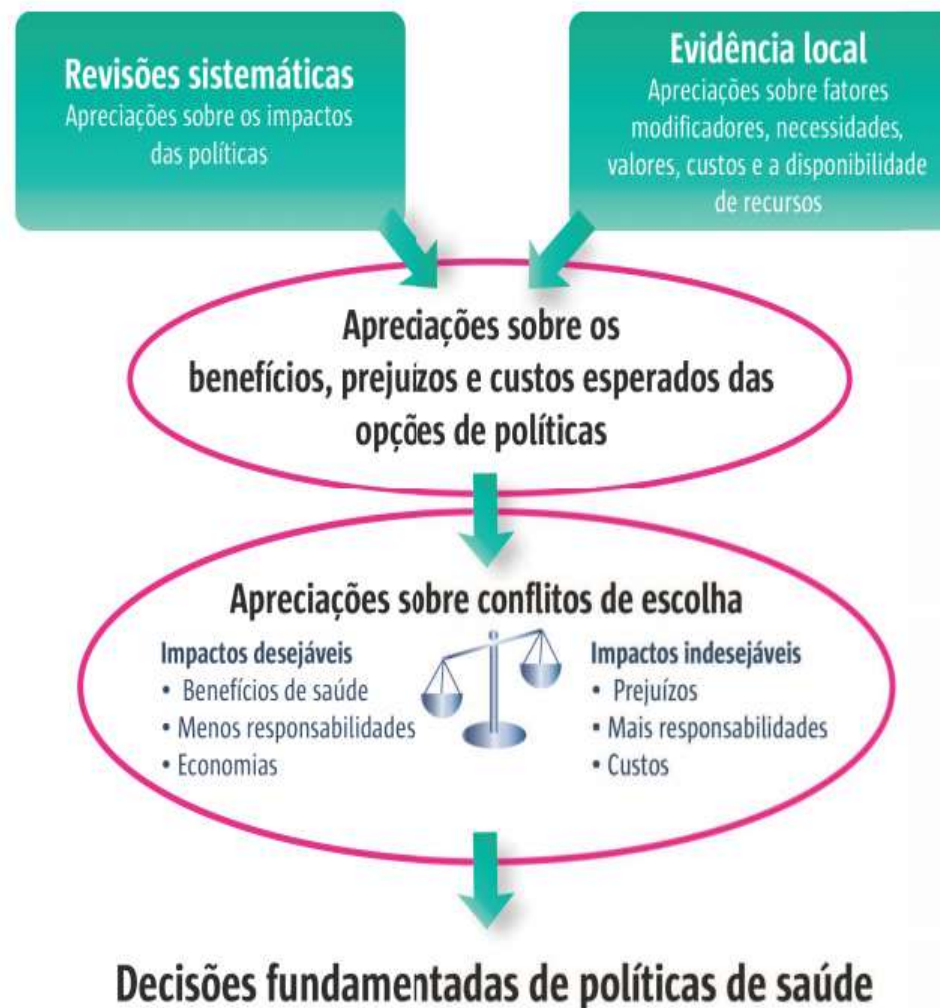 Revisões sistemáticas
Apreciações sobre os impactos
das políticas
Evidência local
Apreciações sobre fatores
modificadores, necessidades,
valores, custos e a disponibilidade
de recursos
Apreciações sobre os
benefícios, prejuízos e custos esperados das
opções de políticas
Apreciações sobre conflitos de escolha
Impactos desejáveis
• Benefícios de saúde
• Menos responsabilidades
• Economias
Impactos indesejáveis
• Prejuízos
• Mais responsabilidades
• Custos
Decisões fundamentadas de políticas de saúde